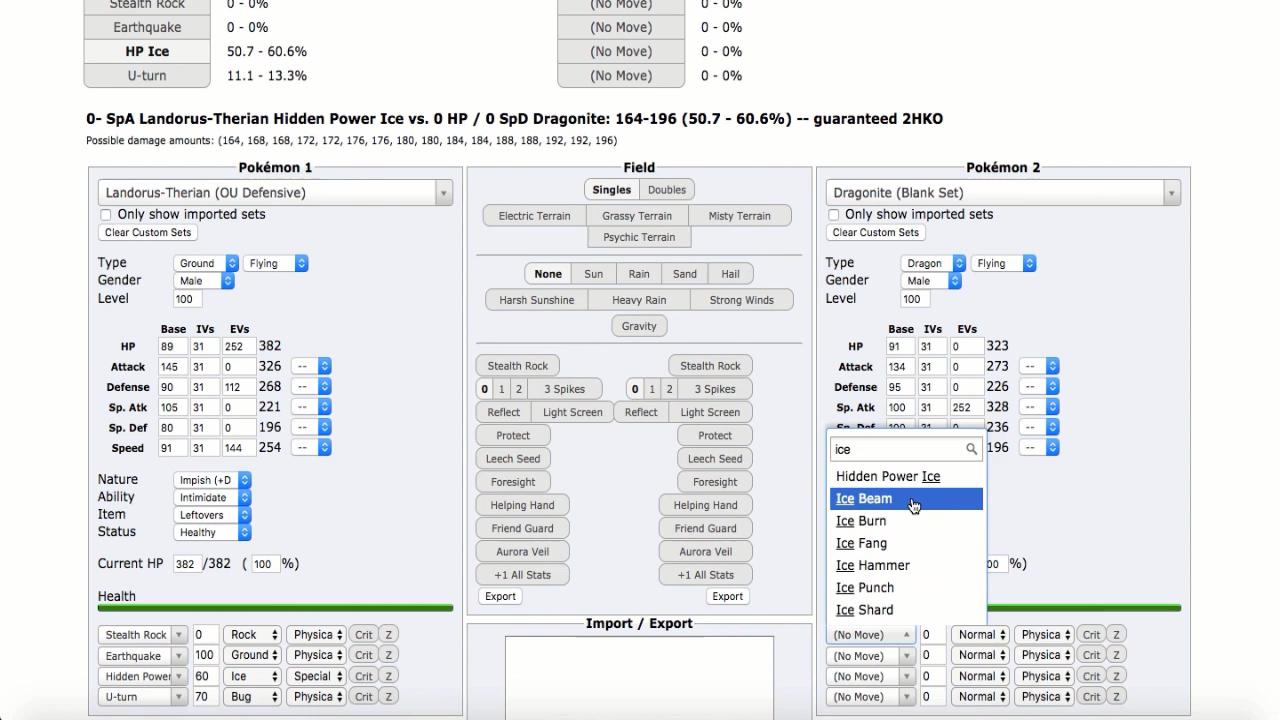 Stealth Rock 0 - 0% (No Move) 0 - 0%
Earthquake 0 - 0% (No Move) 0 - 0%
HP Ice 50.7 - 60.6% (No Move) 0 - 0%
U-turn 11.1 - 13.3% (No Move) 0 - 0%
0- SpA Landorus-Therian Hidden Power Ice vs. 0 HP / 0 SpD Dragonite: 164-196 (50.7 - 60.6%) -- guaranteed 2HKO
Possible damage amounts: (164, 168, 168, 172, 172, 176, 176, 180, 180, 184, 184, 188, 188, 192, 192, 196)
Pokémon 1
Landorus-Therian (OU Defensive)
Only show imported sets
Clear Custom Sets
Type Ground Flying
Gender Male
Level 100
Base IVs EVs
HP 89 31 252 382
Attack 145 31 0 326 --
Defense 90 31 112 268 --
Sp. Atk 105 31 0 221 --
Sp. Def 80 31 0 196 --
Speed 91 31 144 254 --
Nature Impish (+D
Ability Intimidate
Item Leftovers
Status Healthy
Current HP 382 /382 ( 100 %)
Health
Stealth Rock 0 Rock Physica Crit Z
Earthquake 100 Ground Physica Crit Z
Hidden Power 60 Ice Special Crit Z
U-turn 70 Bug Physica Crit Z
Field
Singles Doubles
Electric Terrain Grassy Terrain Misty Terrain
Psychic Terrain
None Sun Rain Sand Hail
Harsh Sunshine Heavy Rain Strong Winds
Gravity
Stealth Rock Stealth Rock
0 1 2 3 Spikes 0 1 2 3 Spikes
Reflect Light Screen Reflect Light Screen
Protect Protect
Leech Seed Leech Seed
Foresight Foresight
Helping Hand Helping Hand
Friend Guard Friend Guard
Aurora Veil Aurora Veil
+1 All Stats +1 All Stats
Export Export
Import / Export
Pokémon 2
Dragonite (Blank Set)
Only show imported sets
Clear Custom Sets
Type Dragon Flying
Gender Male
Level 100
Base IVs EVs
HP 91 31 0 323
Attack 134 31 0 273 --
Defense 95 31 0 226 --
Sp. Atk 100 31 252 328 --
Sp. Def 100 31 0 236 --
196 --
ice
Hidden Power Ice
Ice Beam
Ice Burn
Ice Fang
Ice Hammer
Ice Punch
Ice Shard
00 %)
(No Move) 0 Normal Physica Crit Z
(No Move) 0 Normal Physica Crit Z
(No Move) 0 Normal Physica Crit Z
(No Move) 0 Normal Physica Crit Z